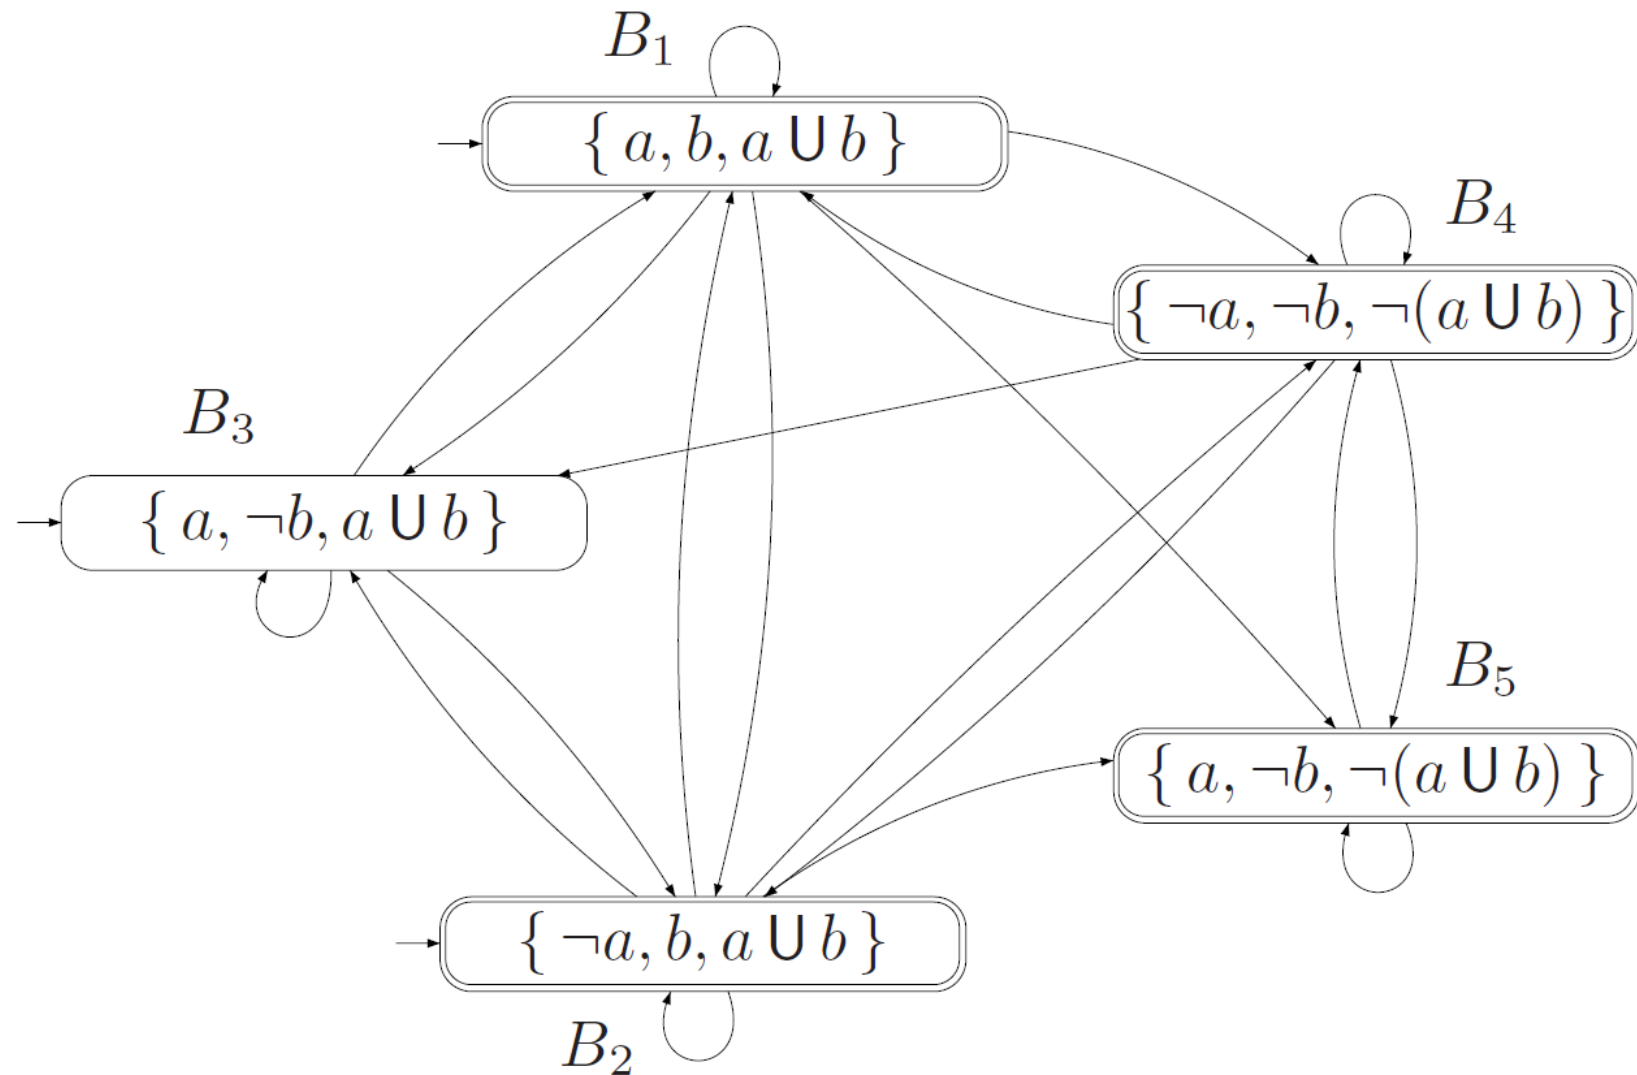 B₁
{ a, b, a U b }
B₄
{ ¬a, ¬b, ¬(a U b) }
B₃
{ a, ¬b, a U b }
B₅
{ a, ¬b, ¬(a U b) }
{ ¬a, b, a U b }
B₂